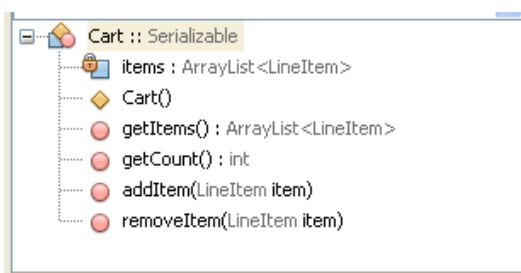 Cart :: Serializable
items : ArrayList<LineItem>
Cart()
getItems() : ArrayList<LineItem>
getCount() : int
addItem(LineItem item)
removeItem(LineItem item)